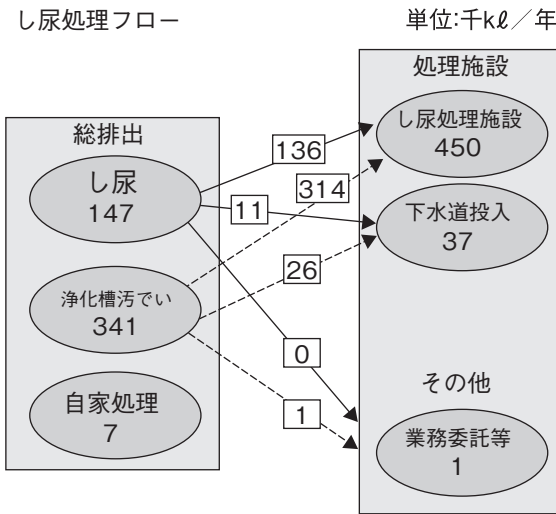 し尿処理フロー
単位:千kℓ／年
総排出
し尿
147
浄化槽汚でい
341
自家処理
7
136
314
11
26
0
1
処理施設
し尿処理施設
450
下水道投入
37
その他
業務委託等
1